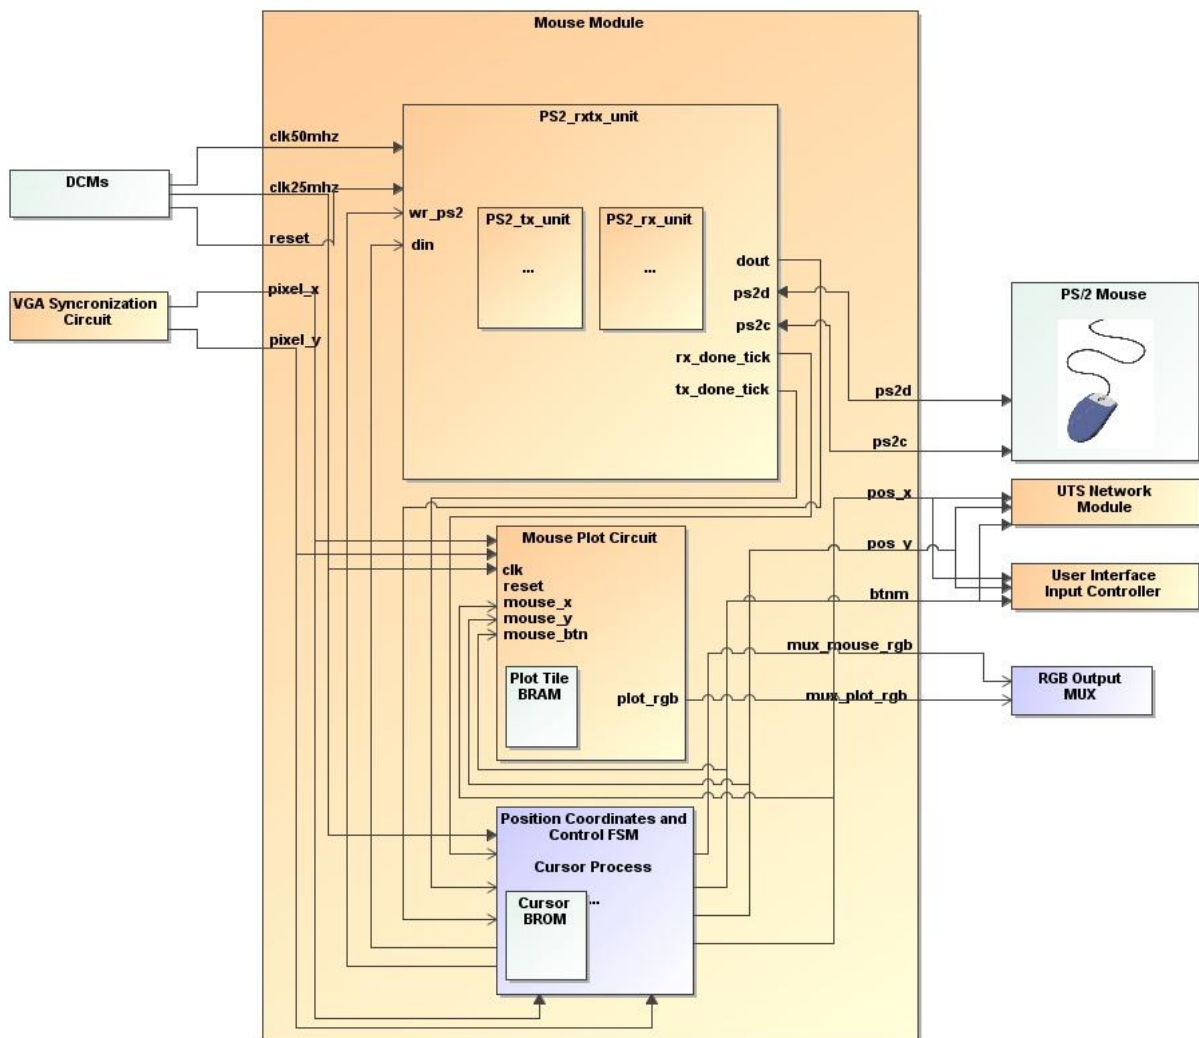 Mouse Module
PS2_rxtx_unit
clk50mhz
DCMs
clk25mhz
wr_ps2
PS2_tx_unit
...
PS2_rx_unit
...
reset
din
dout
pixel_x
ps2d
VGA Syncronization
Circuit
pixel_y
ps2c
rx_done_tick
tx_done_tick
PS/2 Mouse
ps2d
ps2c
pos_x
UTS Network
Module
Mouse Plot Circuit
pos_y
clk
reset
mouse_x
mouse_y
mouse_btn
User Interface
Input Controller
btnm
mux_mouse_rgb
Plot Tile
BRAM
plot_rgb
mux_plot_rgb
RGB Output
MUX
Position Coordinates and
Control FSM
Cursor Process
...
Cursor
BROM